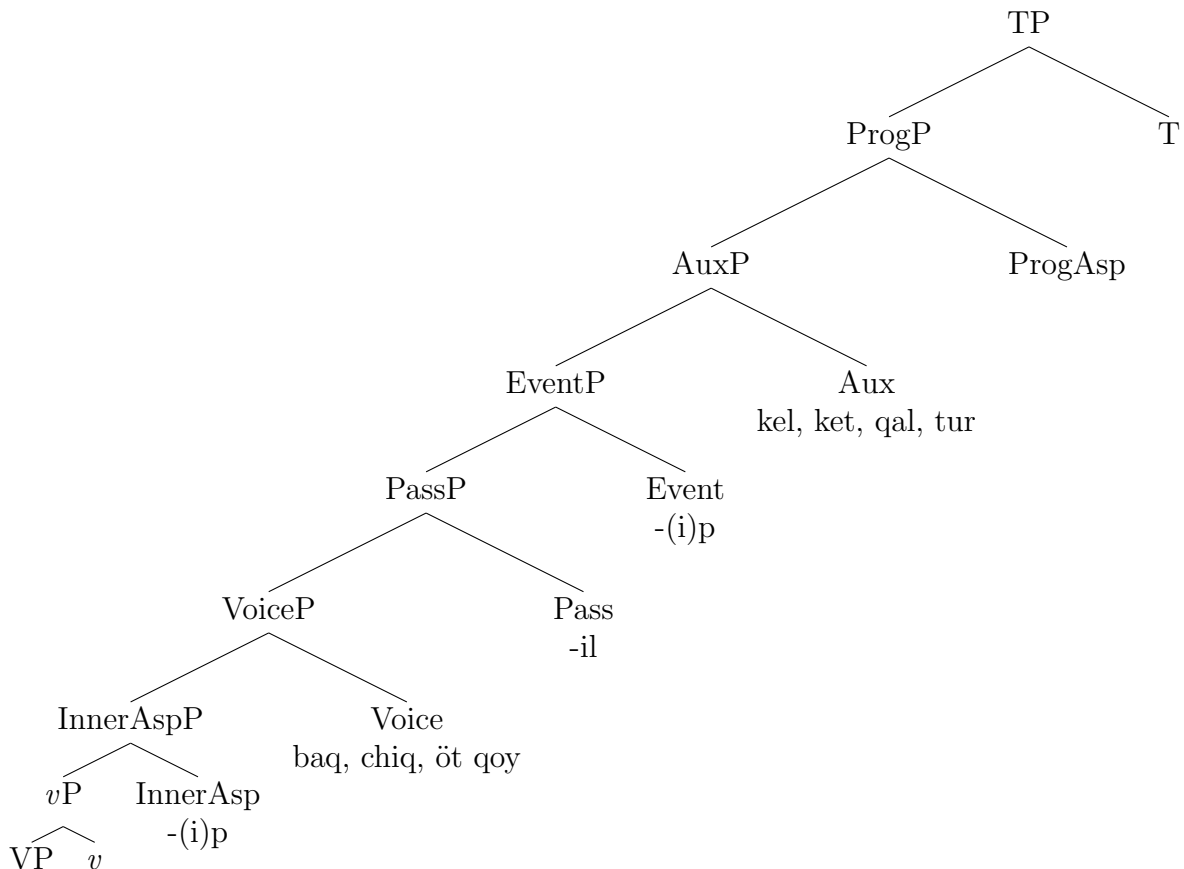 TP
ProgP T
AuxP ProgAsp
EventP Aux
kel, ket, qal, tur
PassP Event
-(i)p
VoiceP Pass
-il
InnerAspP Voice
baq, chiq, öt qoy
vP InnerAsp
-(i)p
VP v